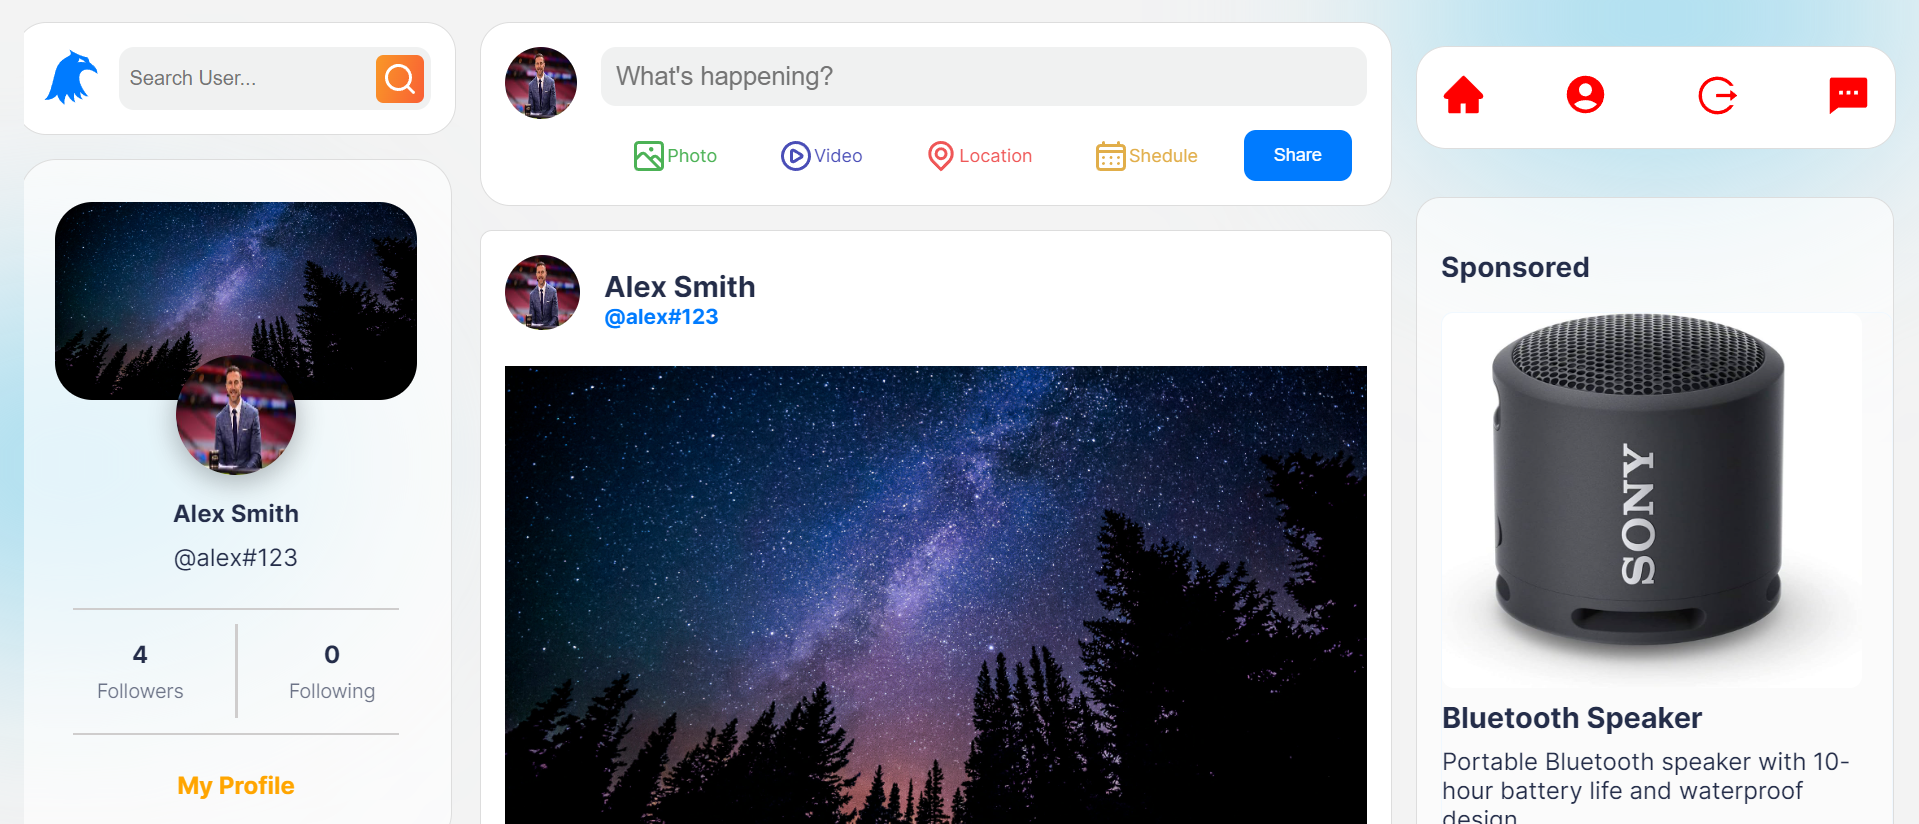 Search User...
Alex Smith
@alex#123
4
Followers
0
Following
My Profile
What's happening?
Photo
Video
Location
Shedule
Share
Alex Smith
@alex#123
Sponsored
SONY
Bluetooth Speaker
Portable Bluetooth speaker with 10-
hour battery life and waterproof
design